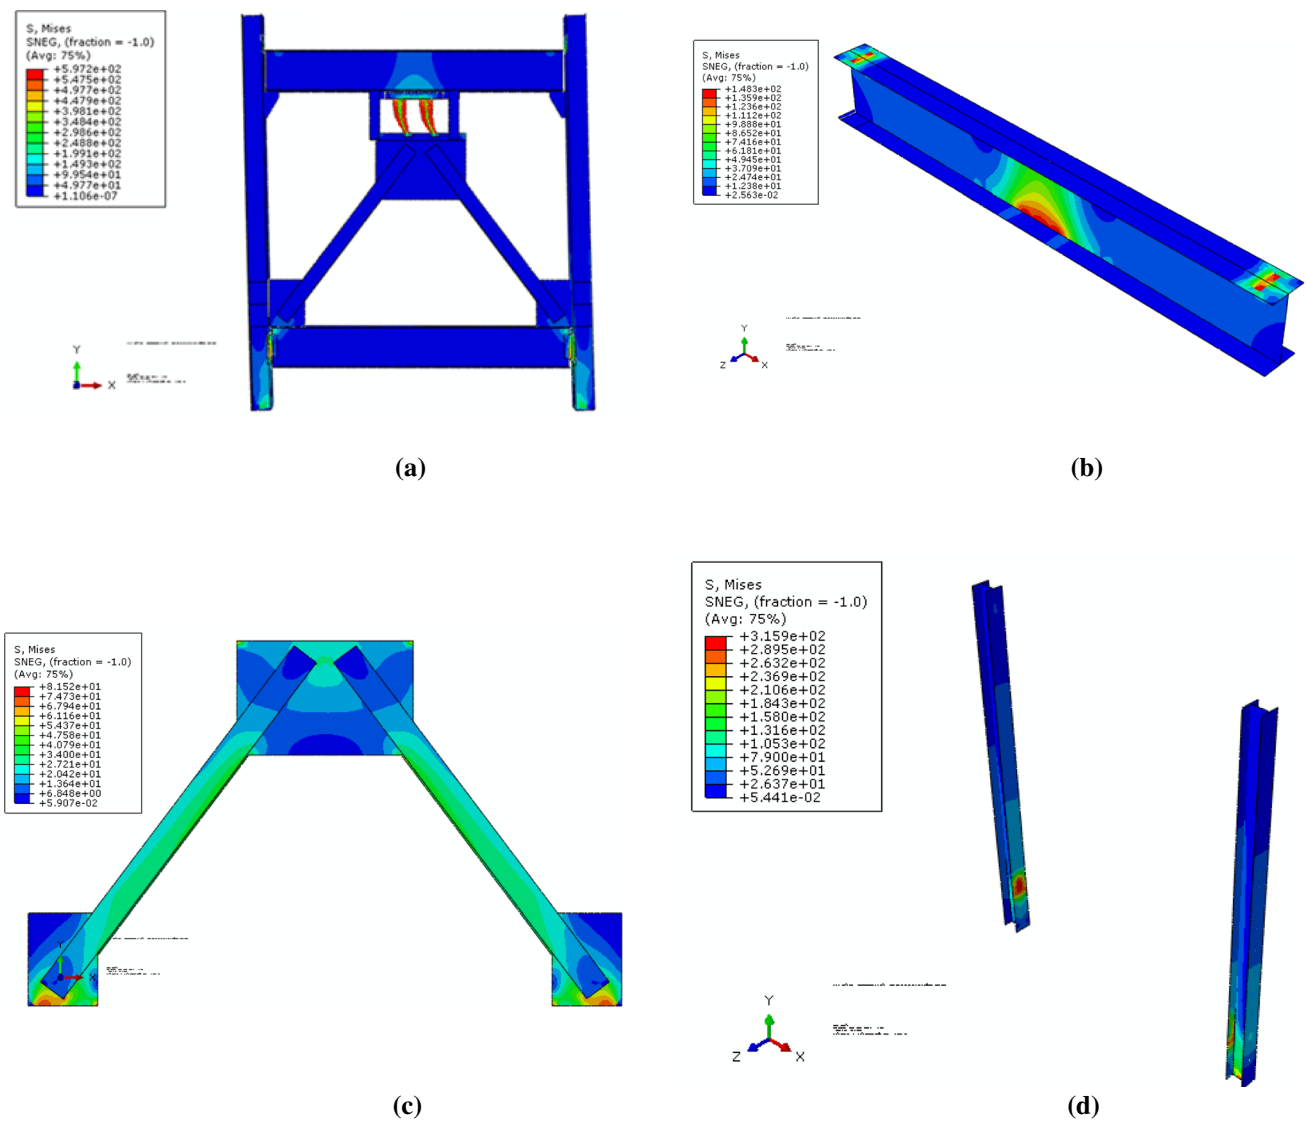 S, Mises
SNEG, (fraction = -1.0)
(Avg: 75%)
+5.972e+02
+5.475e+02
+4.977e+02
+4.479e+02
+3.981e+02
+3.484e+02
+2.986e+02
+2.488e+02
+1.991e+02
+1.493e+02
+9.954e+01
+4.977e+01
+1.106e-07
Y
X
(a)
S, Mises
SNEG, (fraction = -1.0)
(Avg: 75%)
+1.483e+02
+1.359e+02
+1.236e+02
+1.112e+02
+9.888e+01
+8.652e+01
+7.416e+01
+6.181e+01
+4.945e+01
+3.709e+01
+2.474e+01
+1.238e+01
+2.563e-02
Y
Z
X
(b)
S, Mises
SNEG, (fraction = -1.0)
(Avg: 75%)
+8.152e+01
+7.473e+01
+6.794e+01
+6.116e+01
+5.437e+01
+4.758e+01
+4.079e+01
+3.400e+01
+2.721e+01
+2.042e+01
+1.364e+01
+6.848e+00
+5.907e-02
Y
X
(c)
S, Mises
SNEG, (fraction = -1.0)
(Avg: 75%)
+3.159e+02
+2.895e+02
+2.632e+02
+2.369e+02
+2.106e+02
+1.843e+02
+1.580e+02
+1.316e+02
+1.053e+02
+7.900e+01
+5.269e+01
+2.637e+01
+5.441e-02
Y
Z
X
(d)